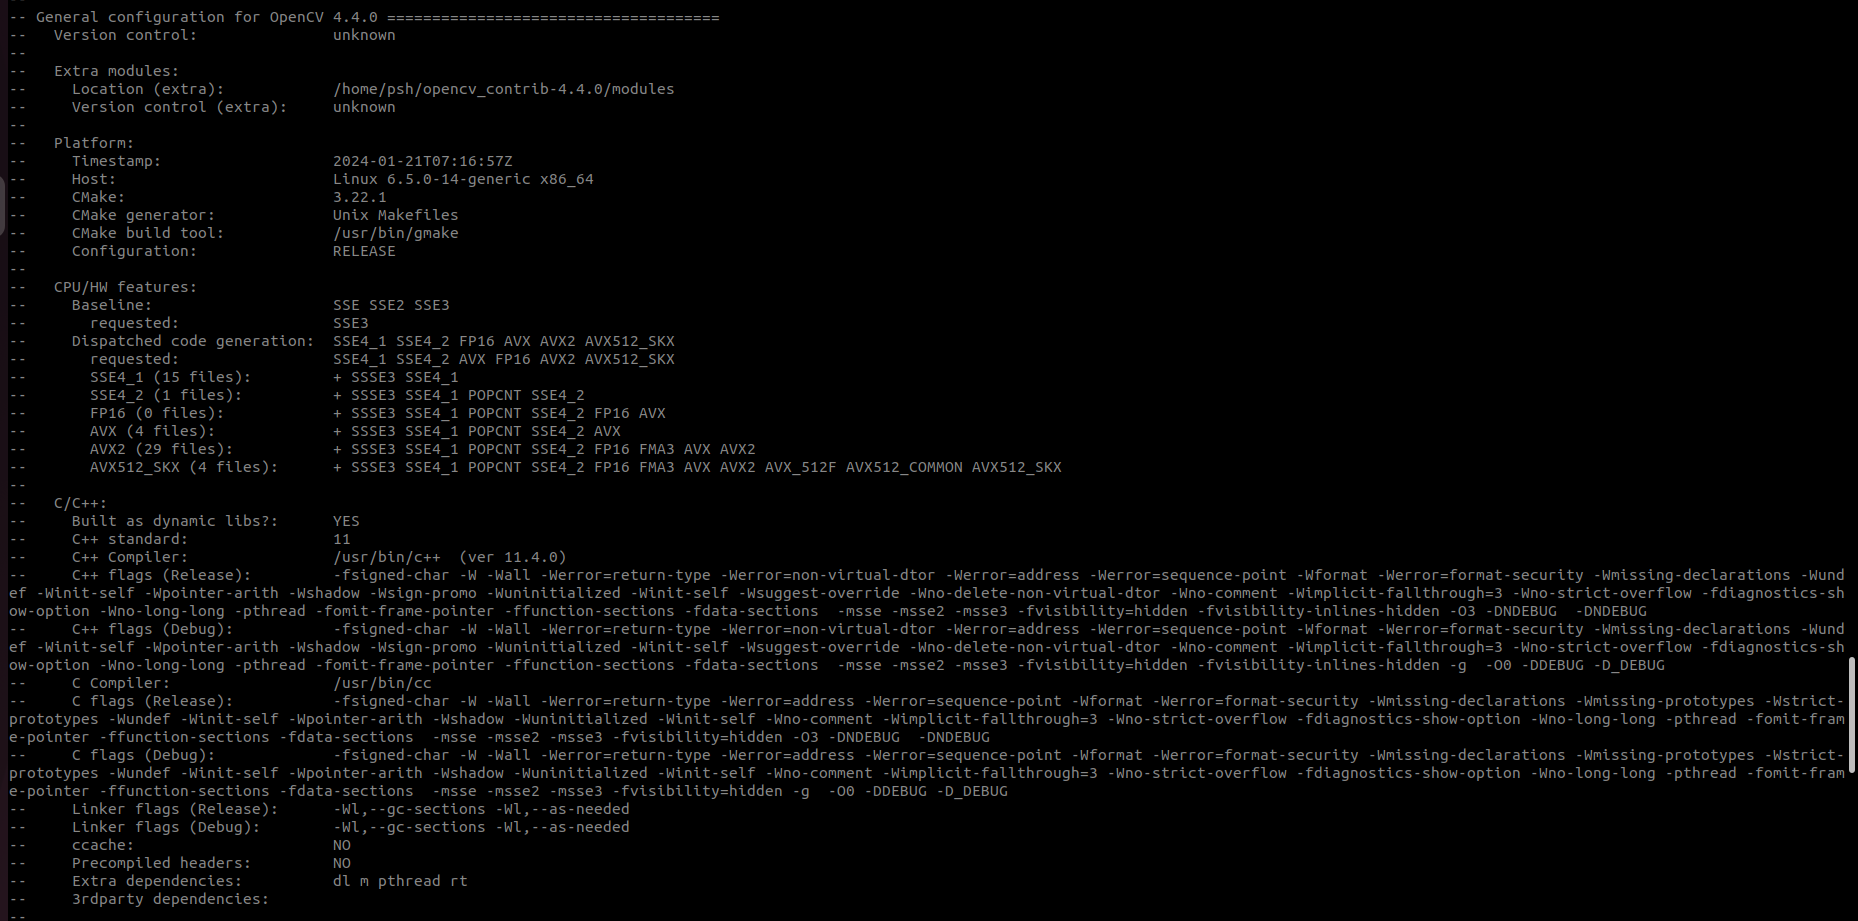 -- General configuration for OpenCV 4.4.0 =====================================
--   Version control:               unknown
--
--   Extra modules:
--     Location (extra):            /home/psh/opencv_contrib-4.4.0/modules
--     Version control (extra):     unknown
--
--   Platform:
--     Timestamp:                   2024-01-21T07:16:57Z
--     Host:                        Linux 6.5.0-14-generic x86_64
--     CMake:                       3.22.1
--     CMake generator:             Unix Makefiles
--     CMake build tool:            /usr/bin/gmake
--     Configuration:               RELEASE
--
--   CPU/HW features:
--     Baseline:                    SSE SSE2 SSE3
--       requested:                 SSE3
--     Dispatched code generation:  SSE4_1 SSE4_2 FP16 AVX AVX2 AVX512_SKX
--       requested:                 SSE4_1 SSE4_2 AVX FP16 AVX2 AVX512_SKX
--       SSE4_1 (15 files):         + SSSE3 SSE4_1
--       SSE4_2 (1 files):          + SSSE3 SSE4_1 POPCNT SSE4_2
--       FP16 (0 files):            + SSSE3 SSE4_1 POPCNT SSE4_2 FP16 AVX
--       AVX (4 files):             + SSSE3 SSE4_1 POPCNT SSE4_2 AVX
--       AVX2 (29 files):           + SSSE3 SSE4_1 POPCNT SSE4_2 FP16 FMA3 AVX AVX2
--       AVX512_SKX (4 files):      + SSSE3 SSE4_1 POPCNT SSE4_2 FP16 FMA3 AVX AVX2 AVX_512F AVX512_COMMON AVX512_SKX
--
--   C/C++:
--     Built as dynamic libs?:      YES
--     C++ standard:                11
--     C++ Compiler:                /usr/bin/c++  (ver 11.4.0)
--     C++ flags (Release):         -fsigned-char -W -Wall -Werror=return-type -Werror=non-virtual-dtor -Werror=address -Werror=sequence-point -Wformat -Werror=format-security -Wmissing-declarations -Wund
ef -Winit-self -Wpointer-arith -Wshadow -Wsign-promo -Wuninitialized -Winit-self -Wsuggest-override -Wno-delete-non-virtual-dtor -Wno-comment -Wimplicit-fallthrough=3 -Wno-strict-overflow -fdiagnostics-sh
ow-option -Wno-long-long -pthread -fomit-frame-pointer -ffunction-sections -fdata-sections  -msse -msse2 -msse3 -fvisibility=hidden -fvisibility-inlines-hidden -O3 -DNDEBUG  -DNDEBUG
--     C++ flags (Debug):           -fsigned-char -W -Wall -Werror=return-type -Werror=non-virtual-dtor -Werror=address -Werror=sequence-point -Wformat -Werror=format-security -Wmissing-declarations -Wund
ef -Winit-self -Wpointer-arith -Wshadow -Wsign-promo -Wuninitialized -Winit-self -Wsuggest-override -Wno-delete-non-virtual-dtor -Wno-comment -Wimplicit-fallthrough=3 -Wno-strict-overflow -fdiagnostics-sh
ow-option -Wno-long-long -pthread -fomit-frame-pointer -ffunction-sections -fdata-sections  -msse -msse2 -msse3 -fvisibility=hidden -fvisibility-inlines-hidden -g  -O0 -DDEBUG -D_DEBUG
--     C Compiler:                  /usr/bin/cc
--     C flags (Release):           -fsigned-char -W -Wall -Werror=return-type -Werror=address -Werror=sequence-point -Wformat -Werror=format-security -Wmissing-declarations -Wmissing-prototypes -Wstrict-
prototypes -Wundef -Winit-self -Wpointer-arith -Wshadow -Wuninitialized -Winit-self -Wno-comment -Wimplicit-fallthrough=3 -Wno-strict-overflow -fdiagnostics-show-option -Wno-long-long -pthread -fomit-fram
e-pointer -ffunction-sections -fdata-sections  -msse -msse2 -msse3 -fvisibility=hidden -O3 -DNDEBUG  -DNDEBUG
--     C flags (Debug):             -fsigned-char -W -Wall -Werror=return-type -Werror=address -Werror=sequence-point -Wformat -Werror=format-security -Wmissing-declarations -Wmissing-prototypes -Wstrict-
prototypes -Wundef -Winit-self -Wpointer-arith -Wshadow -Wuninitialized -Winit-self -Wno-comment -Wimplicit-fallthrough=3 -Wno-strict-overflow -fdiagnostics-show-option -Wno-long-long -pthread -fomit-fram
e-pointer -ffunction-sections -fdata-sections  -msse -msse2 -msse3 -fvisibility=hidden -g  -O0 -DDEBUG -D_DEBUG
--     Linker flags (Release):      -Wl,--gc-sections -Wl,--as-needed
--     Linker flags (Debug):        -Wl,--gc-sections -Wl,--as-needed
--     ccache:                      NO
--     Precompiled headers:         NO
--     Extra dependencies:          dl m pthread rt
--     3rdparty dependencies:
--